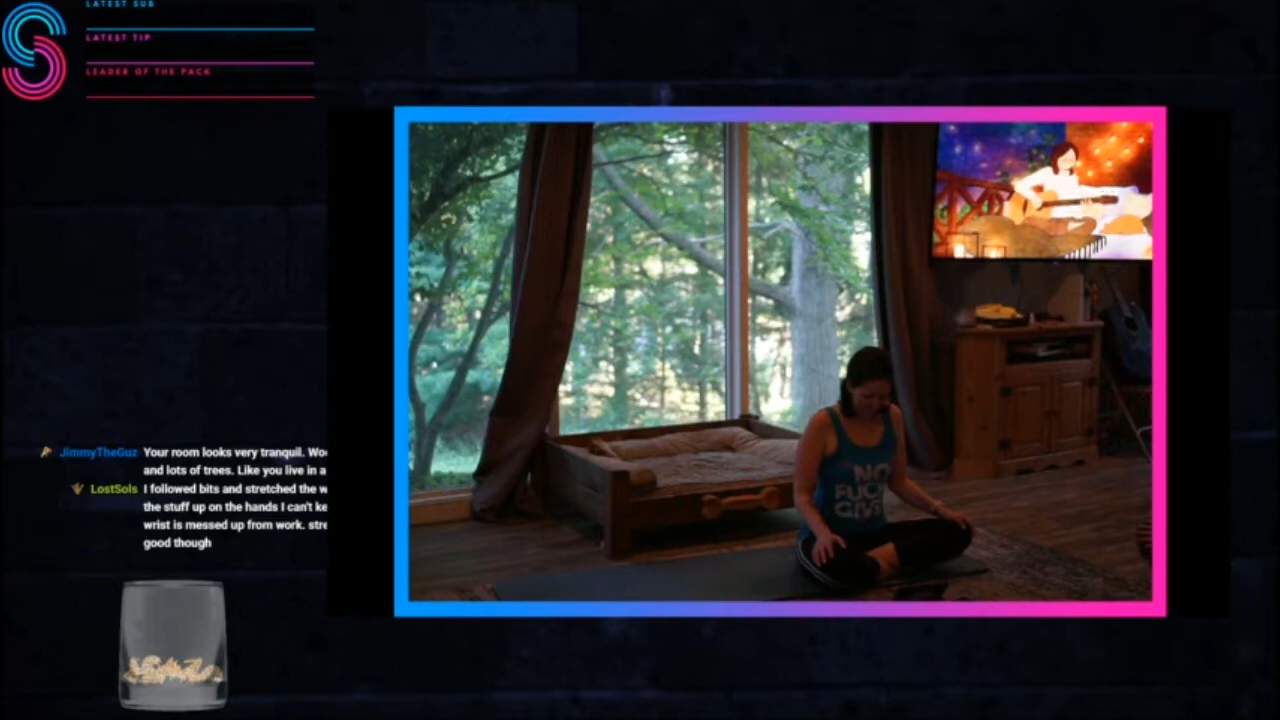 LATEST SUB
LATEST TIP
LEADER OF THE PACK
JimmyTheGuz Your room looks very tranquil.
and lots of trees. Like you live in a
LostSols I followed bits and stretched the
the stuff up on the hands I can't
wrist is messed up from work.
good though
NO
FUCKS
GIVEN